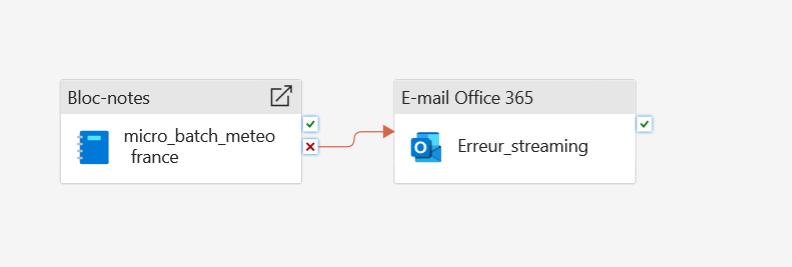 Bloc-notes
micro_batch_meteo
france
E-mail Office 365
Erreur_streaming